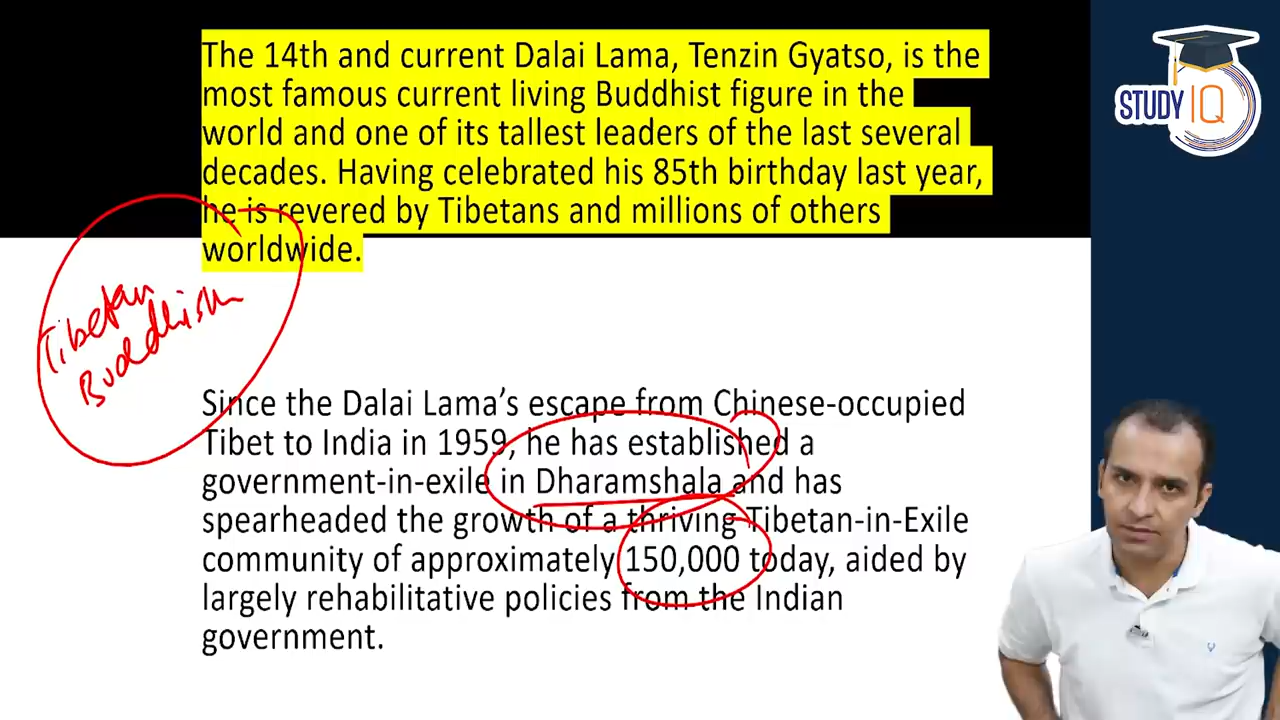 The 14th and current Dalai Lama, Tenzin Gyatso, is the
most famous current living Buddhist figure in the
world and one of its tallest leaders of the last several
decades. Having celebrated his 85th birthday last year,
he is revered by Tibetans and millions of others
worldwide.
STUDY IQ
Tibetan
Buddhism
Since the Dalai Lama’s escape from Chinese-occupied
Tibet to India in 1959, he has established a
government-in-exile in Dharamshala and has
spearheaded the growth of a thriving Tibetan-in-Exile
community of approximately 150,000 today, aided by
largely rehabilitative policies from the Indian
government.